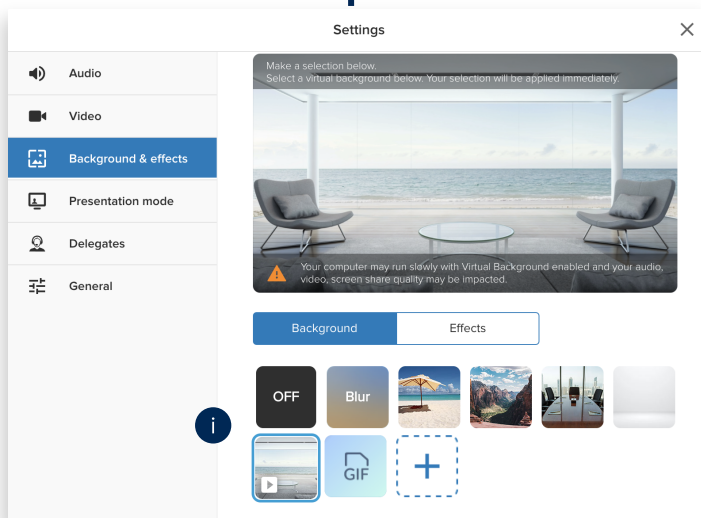 Settings
Audio
Video
Background & effects
Presentation mode
Delegates
General
Make a selection below.
Select a virtual background below. Your selection will be applied immediately.
Your computer may run slowly with Virtual Background enabled and your audio,
video, screen share quality may be impacted.
Background
Effects
OFF
Blur
i
GIF